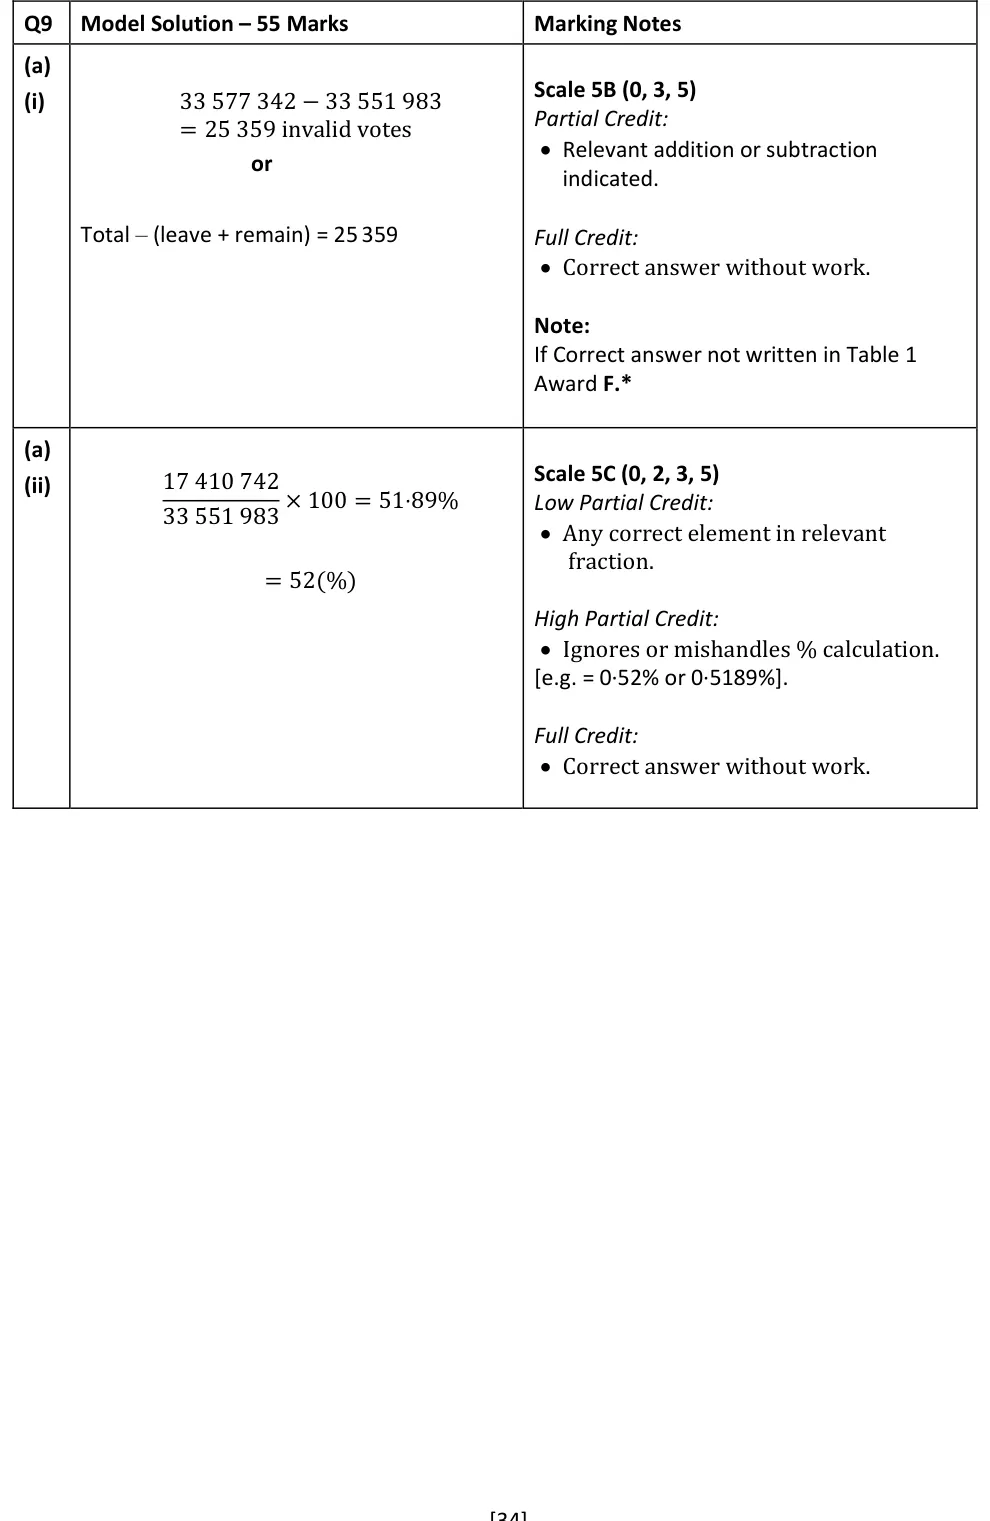 Q9 Model Solution – 55 Marks Marking Notes
(a)
(i)
33 577 342 − 33 551 983
= 25 359 invalid votes
or
Total – (leave + remain) = 25 359
Scale 5B (0, 3, 5)
Partial Credit:
• Relevant addition or subtraction
indicated.
Full Credit:
• Correct answer without work.
Note:
If Correct answer not written in Table 1
Award F.*
(a)
(ii)
17 410 742
33 551 983
× 100 = 51·89%
= 52(%)
Scale 5C (0, 2, 3, 5)
Low Partial Credit:
• Any correct element in relevant
fraction.
High Partial Credit:
• Ignores or mishandles % calculation.
[e.g. = 0·52% or 0·5189%].
Full Credit:
• Correct answer without work.
[34]